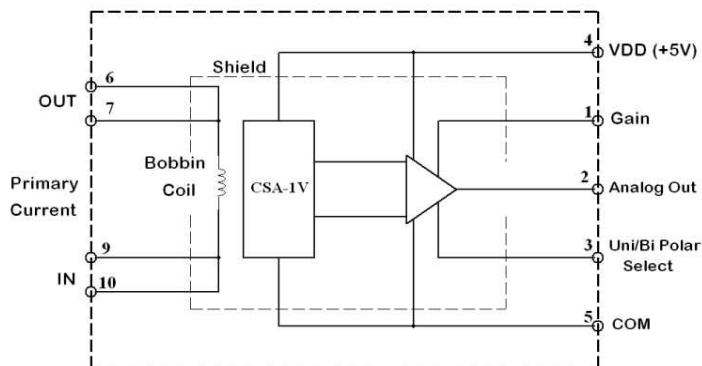 4
VDD (+5V)
6
Shield
OUT
7
1
Gain
Bobbin
Coil
CSA-1V
2
Analog Out
Primary
Current
9
3
Uni/Bi Polar
Select
IN
10
5
COM